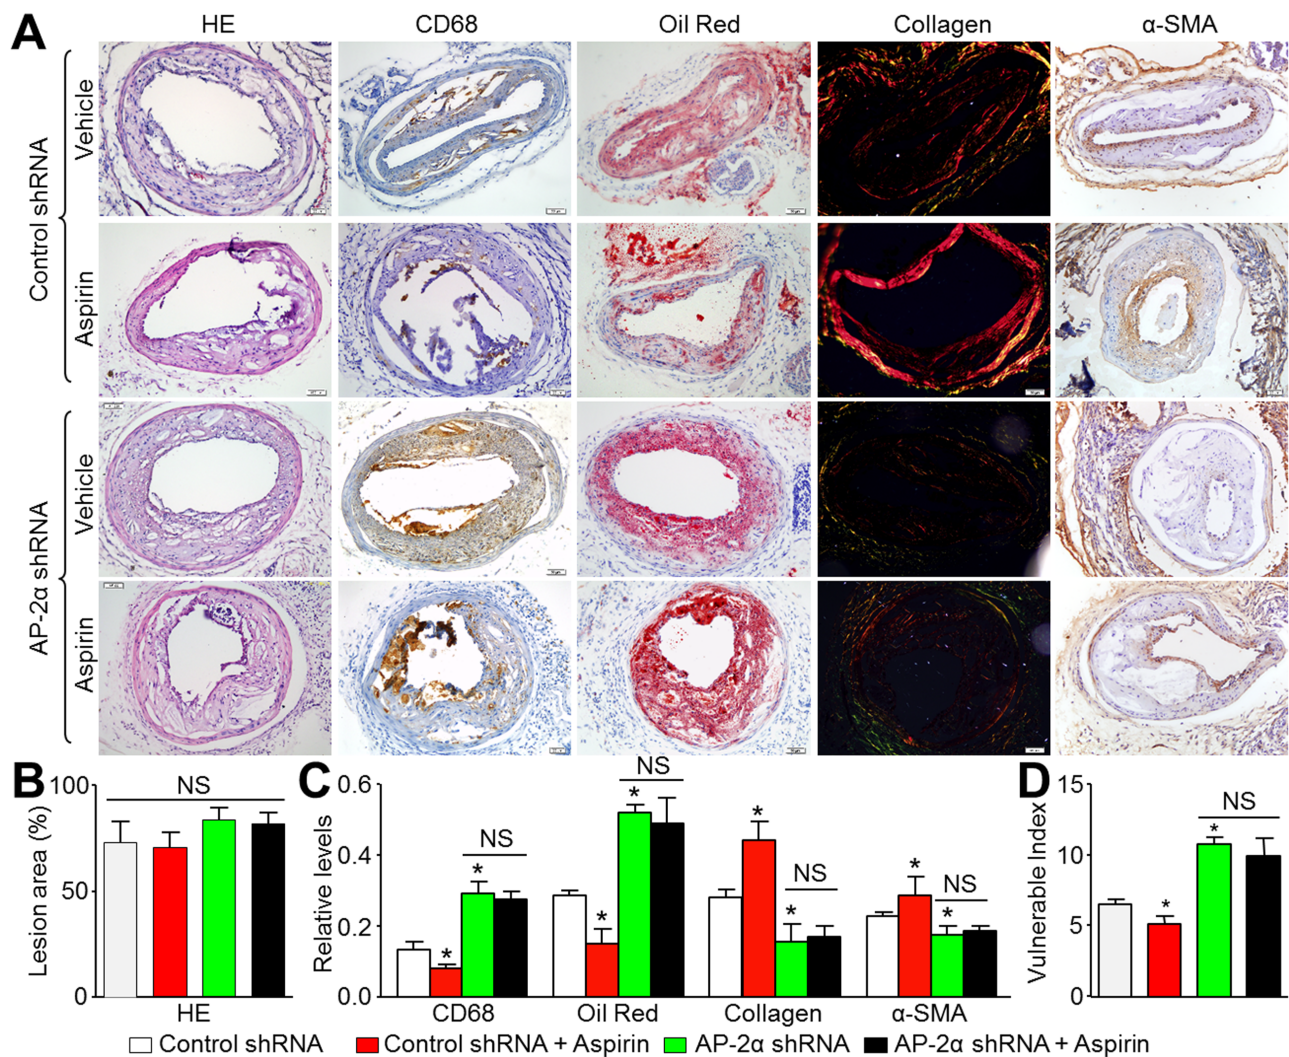 A
HE
CD68
Oil Red
Collagen
α-SMA
Control shRNA
Vehicle
Aspirin
AP-2α shRNA
Vehicle
Aspirin
B
Lesion area (%)
100
50
0
NS
HE
C
Relative levels
0.6
0.4
0.2
0.0
NS
*
*
NS
*
*
*
NS
*
*
NS
*
CD68
Oil Red
Collagen
α-SMA
D
Vulnerable Index
15
10
5
0
NS
*
*
Control shRNA
Control shRNA + Aspirin
AP-2α shRNA
AP-2α shRNA + Aspirin